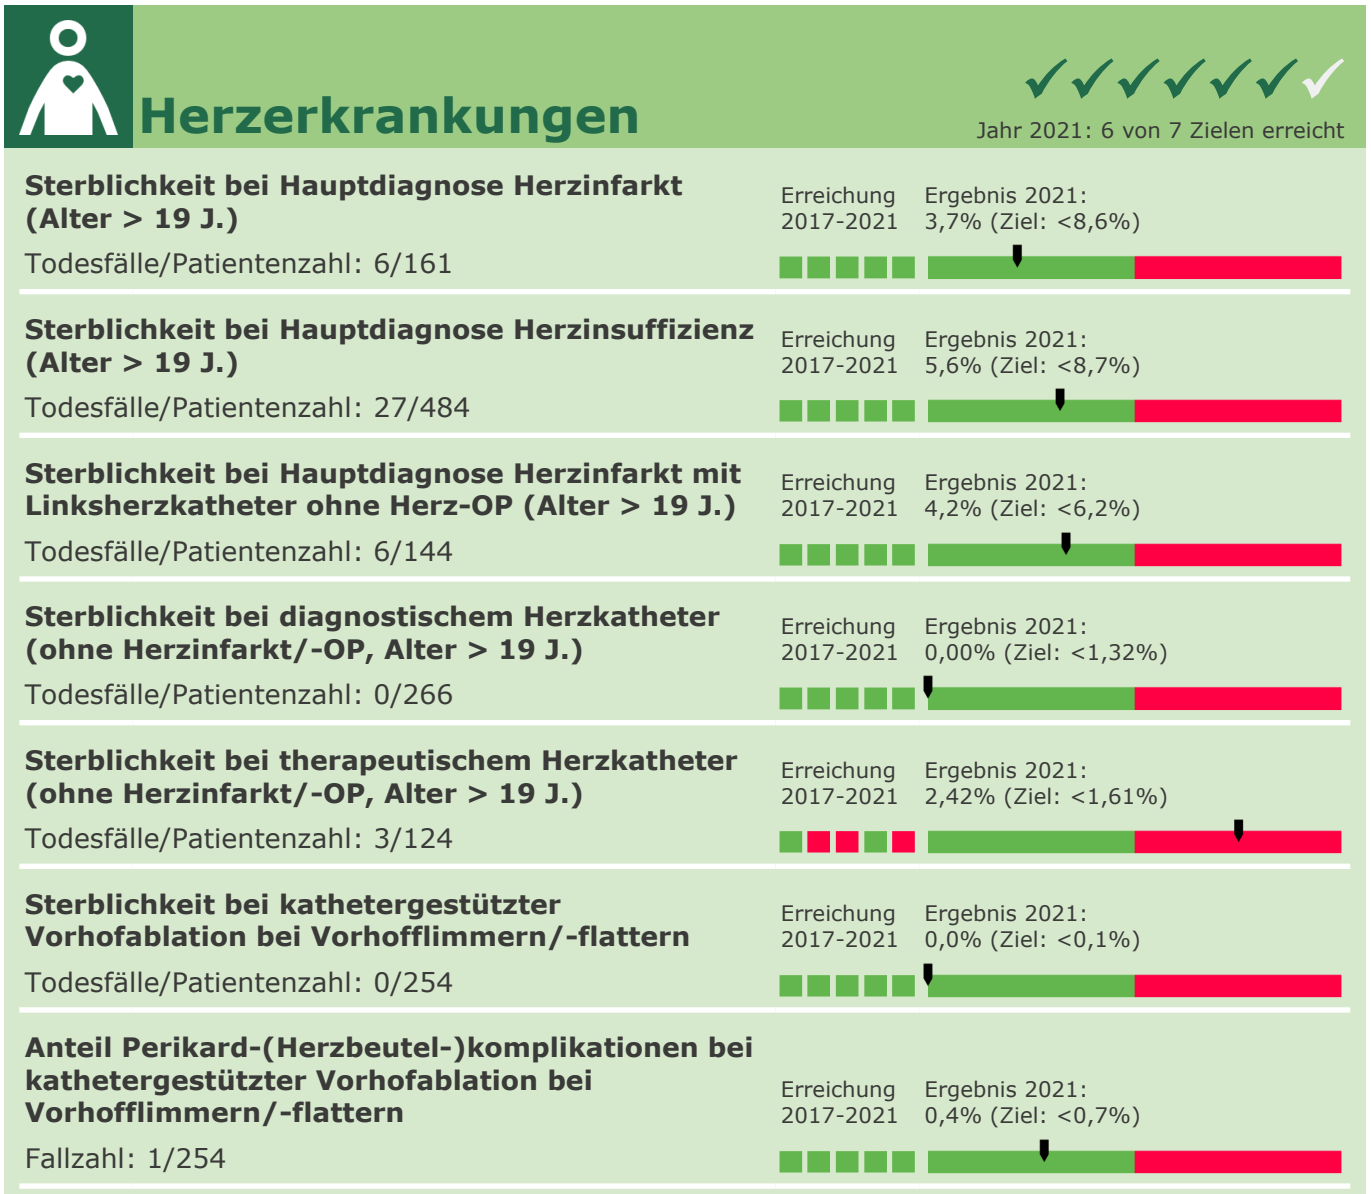 Herzerkrankungen
Jahr 2021: 6 von 7 Zielen erreicht
Sterblichkeit bei Hauptdiagnose Herzinfarkt
(Alter > 19 J.)
Todesfälle/Patientenzahl: 6/161
Erreichung
2017-2021
Ergebnis 2021:
3,7% (Ziel: <8,6%)
Sterblichkeit bei Hauptdiagnose Herzinsuffizienz
(Alter > 19 J.)
Todesfälle/Patientenzahl: 27/484
Erreichung
2017-2021
Ergebnis 2021:
5,6% (Ziel: <8,7%)
Sterblichkeit bei Hauptdiagnose Herzinfarkt mit
Linksherzkatheter ohne Herz-OP (Alter > 19 J.)
Todesfälle/Patientenzahl: 6/144
Erreichung
2017-2021
Ergebnis 2021:
4,2% (Ziel: <6,2%)
Sterblichkeit bei diagnostischem Herzkatheter
(ohne Herzinfarkt/-OP, Alter > 19 J.)
Todesfälle/Patientenzahl: 0/266
Erreichung
2017-2021
Ergebnis 2021:
0,00% (Ziel: <1,32%)
Sterblichkeit bei therapeutischem Herzkatheter
(ohne Herzinfarkt/-OP, Alter > 19 J.)
Todesfälle/Patientenzahl: 3/124
Erreichung
2017-2021
Ergebnis 2021:
2,42% (Ziel: <1,61%)
Sterblichkeit bei kathetergestützter
Vorhofablation bei Vorhofflimmern/-flattern
Todesfälle/Patientenzahl: 0/254
Erreichung
2017-2021
Ergebnis 2021:
0,0% (Ziel: <0,1%)
Anteil Perikard-(Herzbeutel-)komplikationen bei
kathetergestützter Vorhofablation bei
Vorhofflimmern/-flattern
Fallzahl: 1/254
Erreichung
2017-2021
Ergebnis 2021:
0,4% (Ziel: <0,7%)